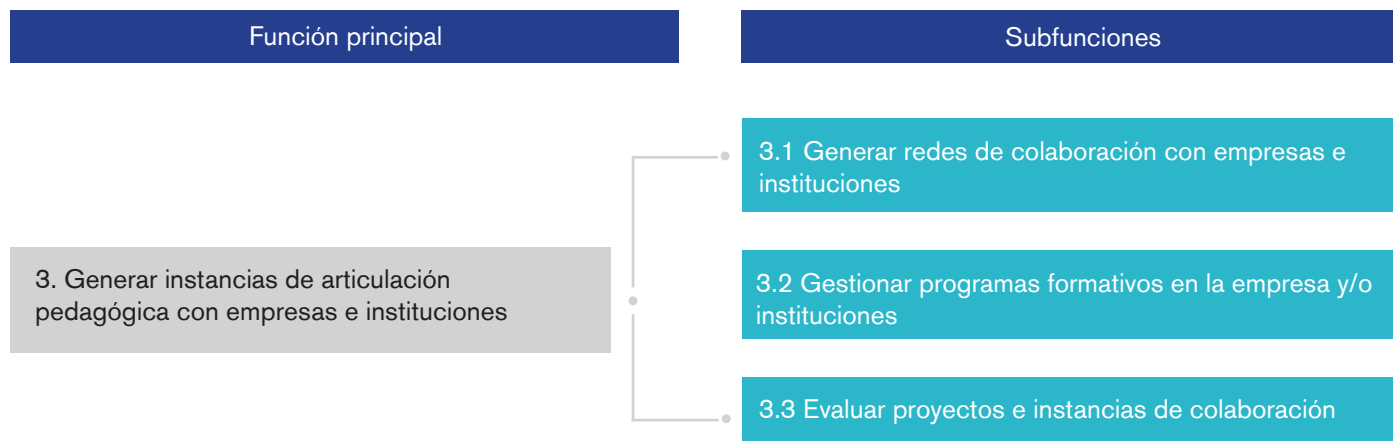 Función principal
Subfunciones
3.1 Generar redes de colaboración con empresas e
instituciones
3. Generar instancias de articulación
pedagógica con empresas e instituciones
3.2 Gestionar programas formativos en la empresa y/o
instituciones
3.3 Evaluar proyectos e instancias de colaboración